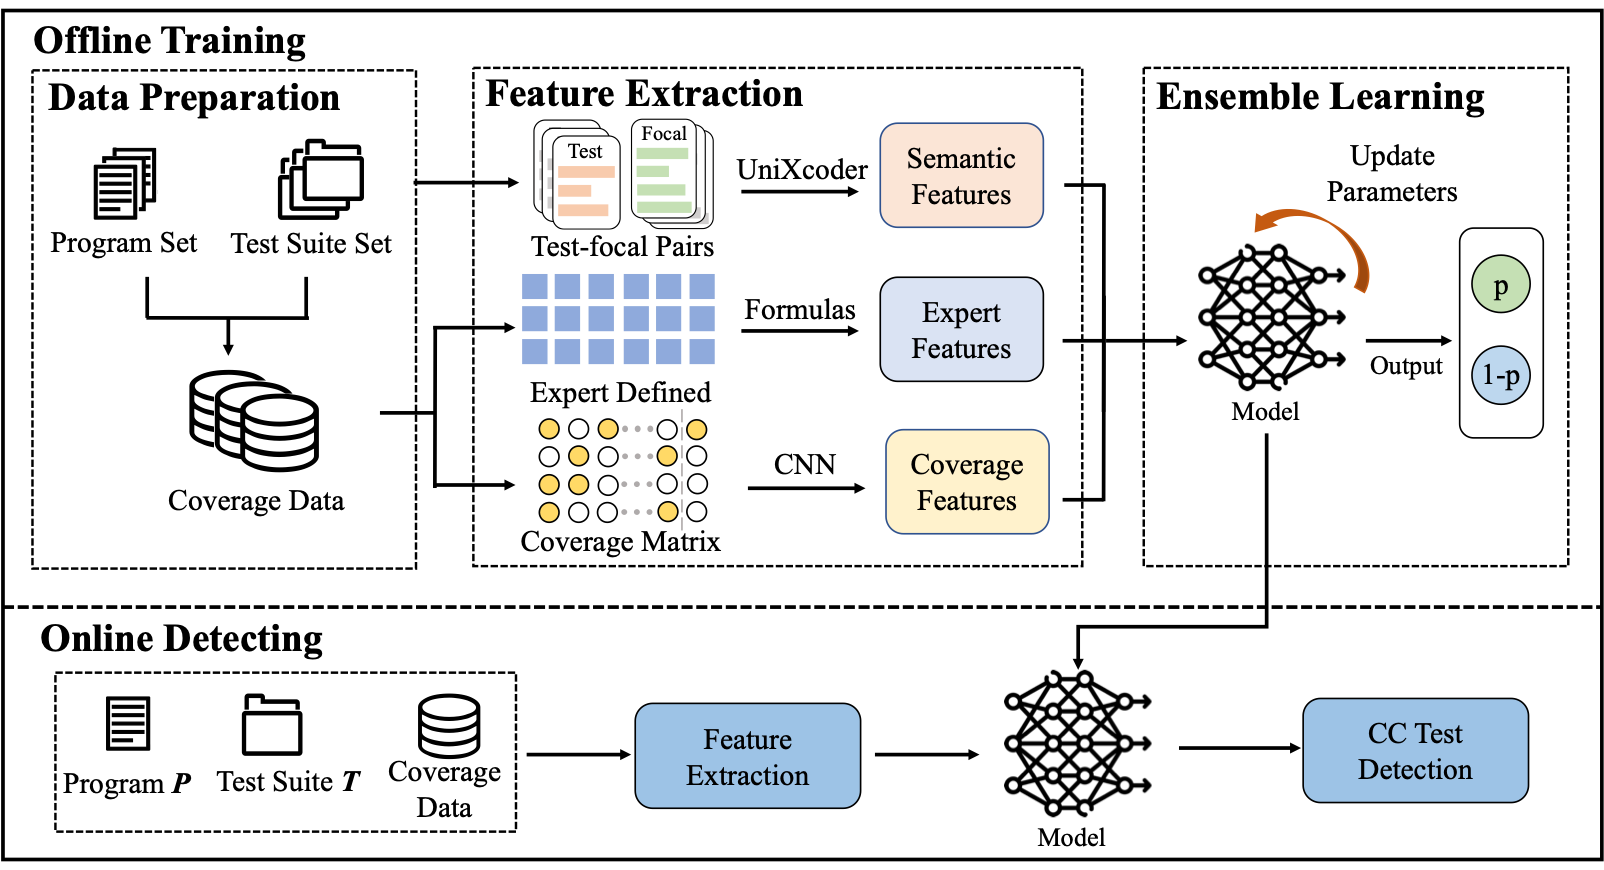 Offline Training
Data Preparation
Program Set
Test Suite Set
Coverage Data
Feature Extraction
Test
Focal
Test-focal Pairs
UniXcoder
Semantic
Features
Expert Defined
Formulas
Expert
Features
Coverage Matrix
CNN
Coverage
Features
Ensemble Learning
Update
Parameters
Model
Output
p
1-p
Online Detecting
Program P
Test Suite T
Coverage
Data
Feature
Extraction
Model
CC Test
Detection